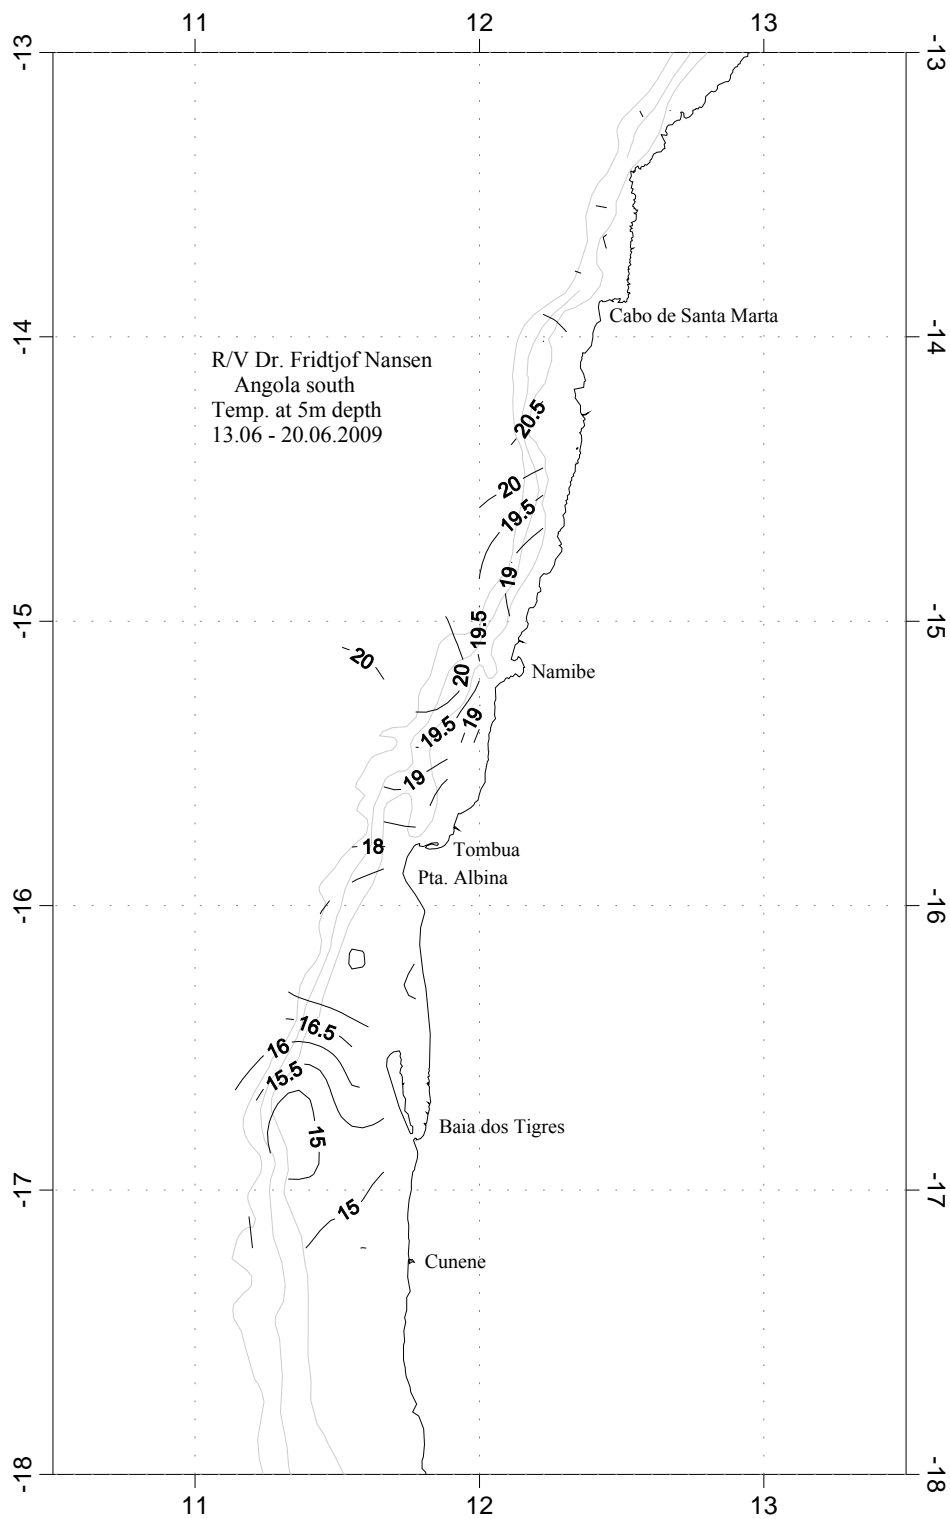 11 12 13
-13 -13
Cabo de Santa Marta
-14 -14
R/V Dr. Fridtjof Nansen
Angola south
Temp. at 5m depth
13.06 - 20.06.2009
20.5
20
19.5
19
-15 19.5 -15
20
20
Namibe
19.5 19
19
18 Tombua
Pta. Albina
-16 -16
16.5
16
15.5
15
Baia dos Tigres
-17 -17
15
Cunene
-18 -18
11 12 13